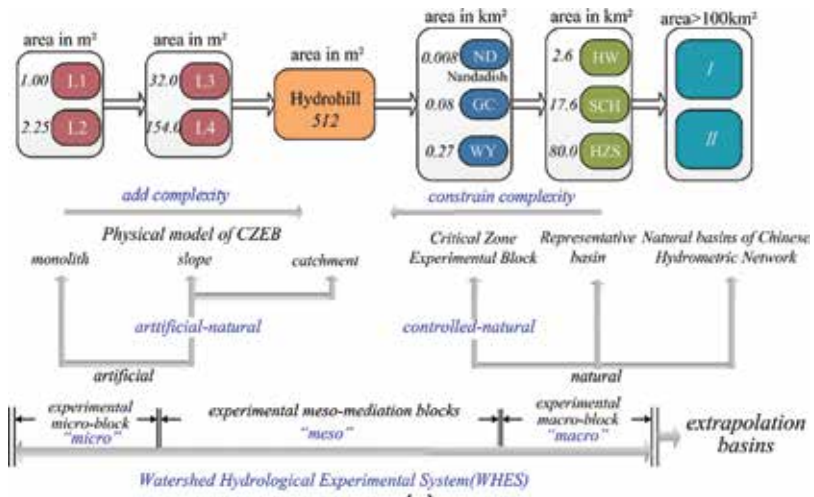 area in m²
area in m²
area in m²
area in km²
area in km²
area>100km²
1.00 L1
2.25 L2
32.0 L3
154.0 L4
Hydrohill
512
0.008 ND
Nandadish
0.08 GC
0.27 WY
2.6 HW
17.6 SCH
80.0 HZS
I
II
add complexity
constrain complexity
Physical model of CZEB
monolith
slope
catchment
Critical Zone
Experimental Block
Representative
basin
Natural basins of Chinese
Hydrometric Network
arttificial-natural
controlled-natural
artificial
natural
experimental
micro-block
"micro"
experimental meso-mediation blocks
"meso"
experimental
macro-block
"macro"
extrapolation
basins
Watershed Hydrological Experimental System(WHES)